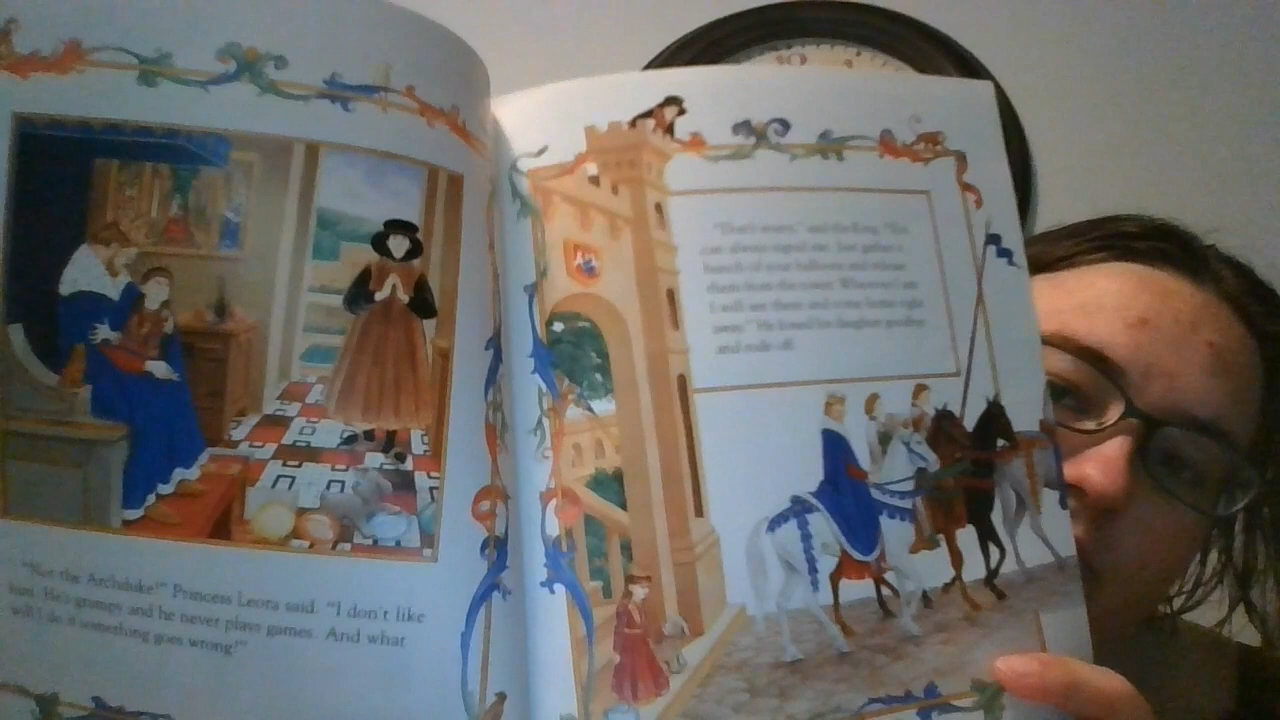 10
"Not the Archduke!" Princess Leora said. "I don't like
him. He's grumpy and he never plays games. And what
will I do if something goes wrong?"
"Don't worry," said the King. "You
can always signal me. Just gather a
bunch of your balloons and release
them from the tower. Wherever I am
I will see them and come home right
away." He kissed his daughter goodbye
and rode off.